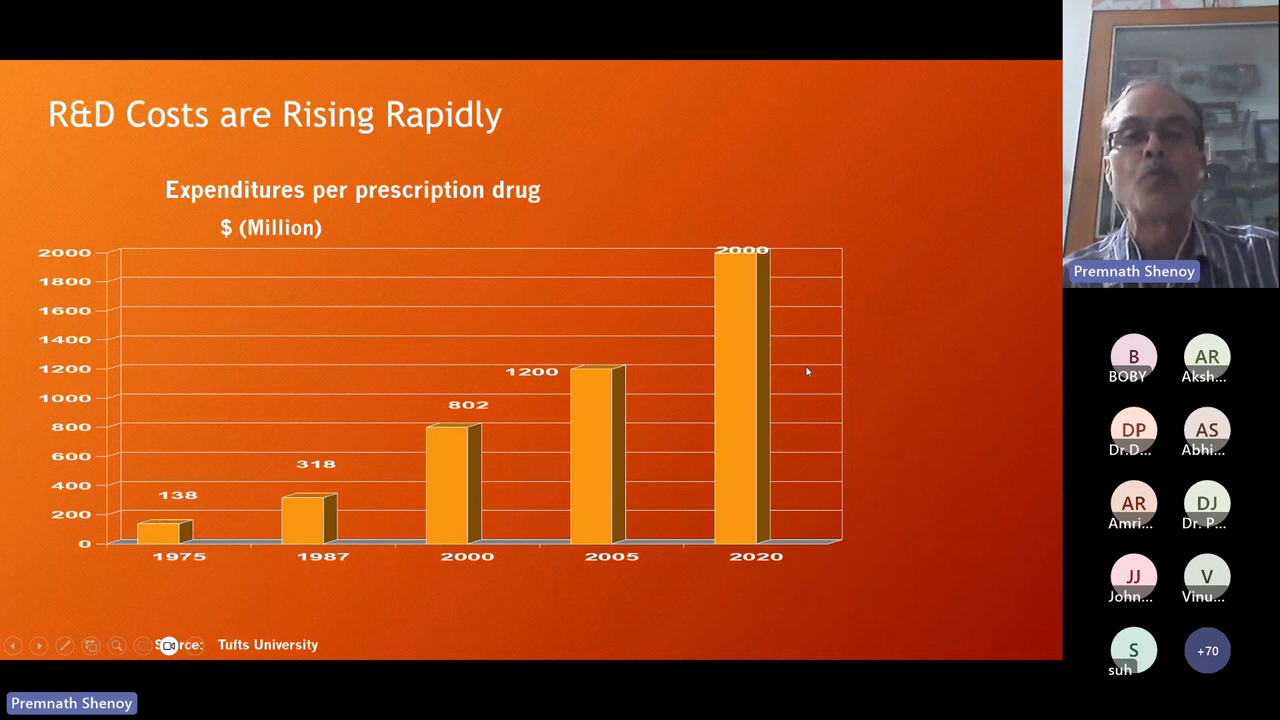 R&D Costs are Rising Rapidly
Expenditures per prescription drug
$ (Million)
2000
1800
1600
1400
1200
1000
800
600
400
200
0
138
318
802
1200
2000
1975 1987 2000 2005 2020
Tufts University
Premnath Shenoy
Premnath Shenoy
B AR
BOBY Aksh...
DP AS
Dr.D... Abhi...
AR DJ
Amri... Dr. P...
JJ V
John... Vinu...
S +70
suh